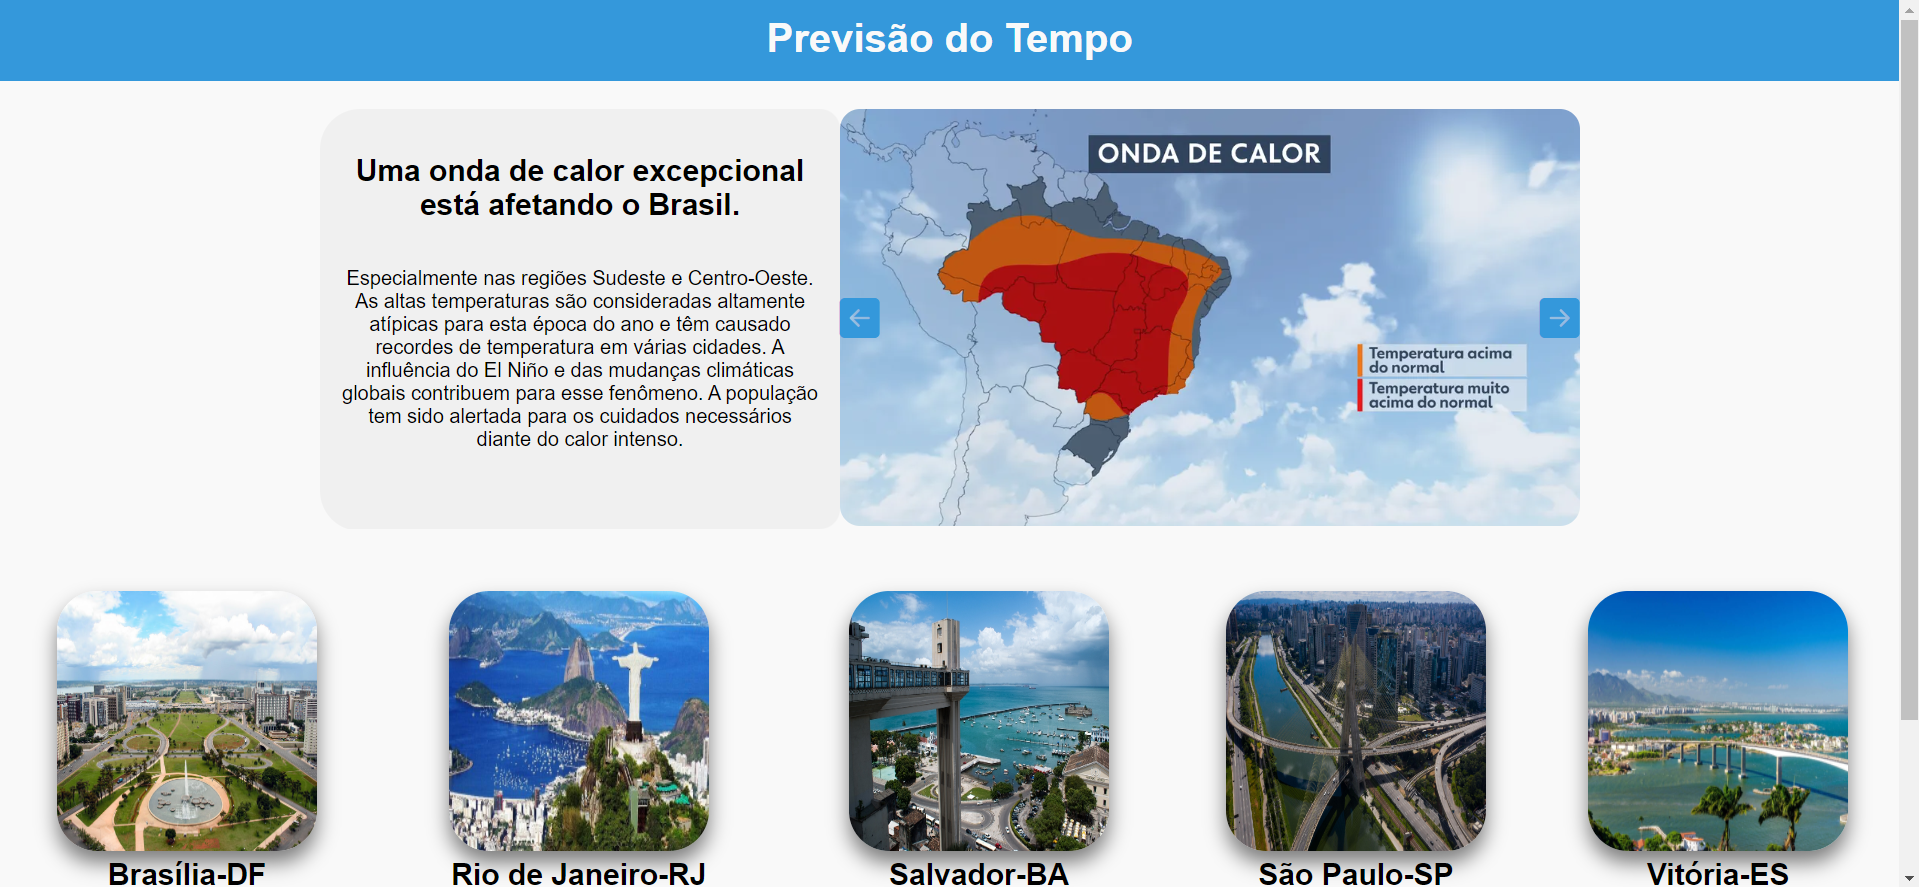 Previsão do Tempo
Uma onda de calor excepcional
está afetando o Brasil.
Especialmente nas regiões Sudeste e Centro-Oeste.
As altas temperaturas são consideradas altamente
atípicas para esta época do ano e têm causado
recordes de temperatura em várias cidades. A
influência do El Niño e das mudanças climáticas
globais contribuem para esse fenômeno. A população
tem sido alertada para os cuidados necessários
diante do calor intenso.
ONDA DE CALOR
Temperatura acima
do normal
Temperatura muito
acima do normal
Brasília-DF
Rio de Janeiro-RJ
Salvador-BA
São Paulo-SP
Vitória-ES